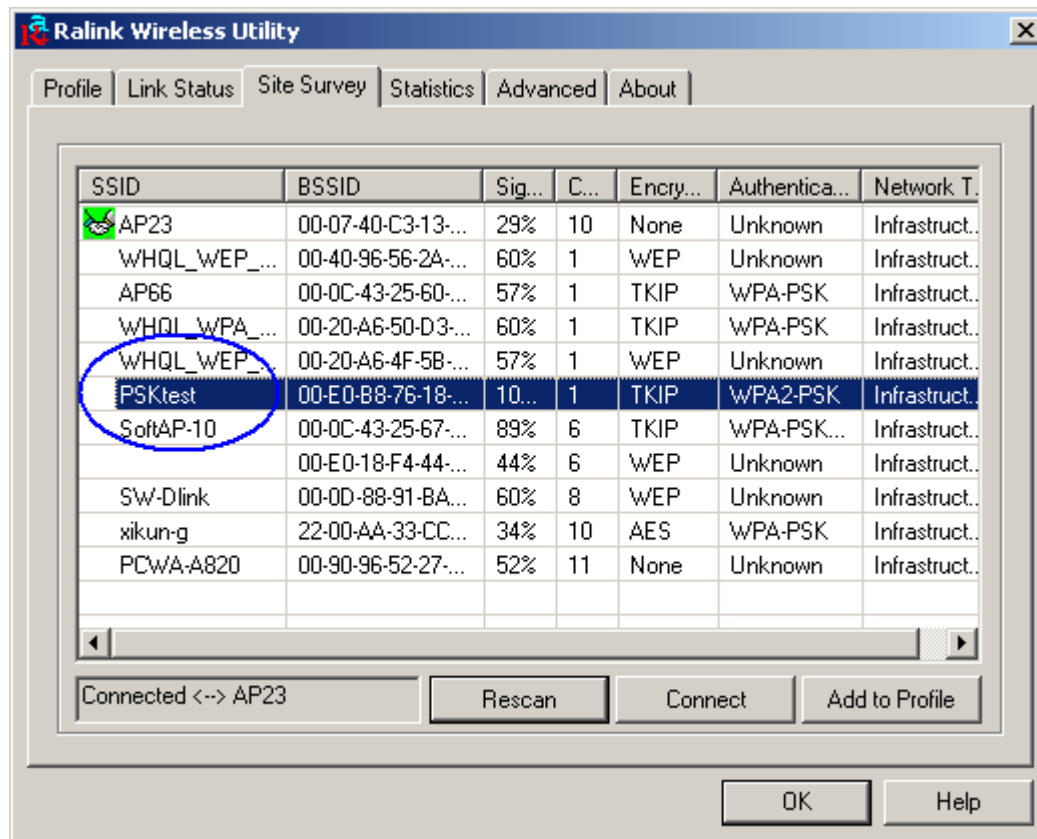 Ralink Wireless Utility
Profile Link Status Site Survey Statistics Advanced About
SSID BSSID Sig... C... Encry... Authentica... Network T.
AP23 00-07-40-C3-13-... 29% 10 None Unknown Infrastruct..
WHQL_WEP_... 00-40-96-56-2A-... 60% 1 WEP Unknown Infrastruct..
AP66 00-0C-43-25-60-... 57% 1 TKIP WPA-PSK Infrastruct..
WHQL_WPA_... 00-20-A6-50-D3-... 60% 1 TKIP WPA-PSK Infrastruct..
WHQL_WEP_... 00-20-A6-4F-5B-... 57% 1 WEP Unknown Infrastruct..
PSKtest 00-E0-B8-76-18-... 10... 1 TKIP WPA2-PSK Infrastruct..
SoftAP-10 00-0C-43-25-67-... 89% 6 TKIP WPA-PSK... Infrastruct..
00-E0-18-F4-44-... 44% 6 WEP Unknown Infrastruct..
SW-Dlink 00-0D-88-91-BA... 60% 8 WEP Unknown Infrastruct..
xikun-g 22-00-AA-33-CC... 34% 10 AES WPA-PSK Infrastruct..
PCWA-A820 00-90-96-52-27-... 52% 11 None Unknown Infrastruct..
Connected <--> AP23 Rescan Connect Add to Profile
OK Help